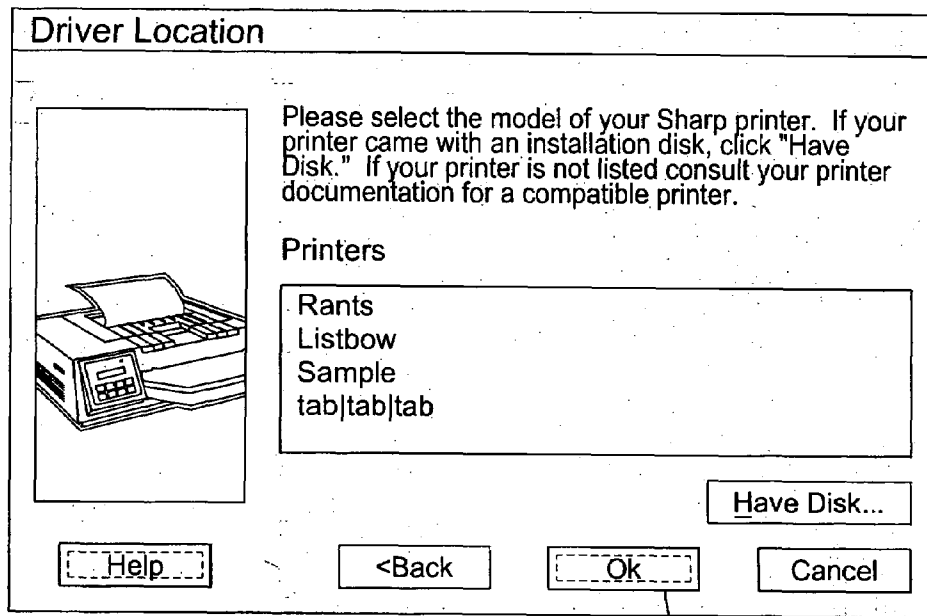 Driver Location
Please select the model of your Sharp printer. If your
printer came with an installation disk, click "Have
Disk." If your printer is not listed consult your printer
documentation for a compatible printer.
Printers
Rants
Listbow
Sample
tab|tab|tab
Have Disk...
Help
<Back
Ok
Cancel